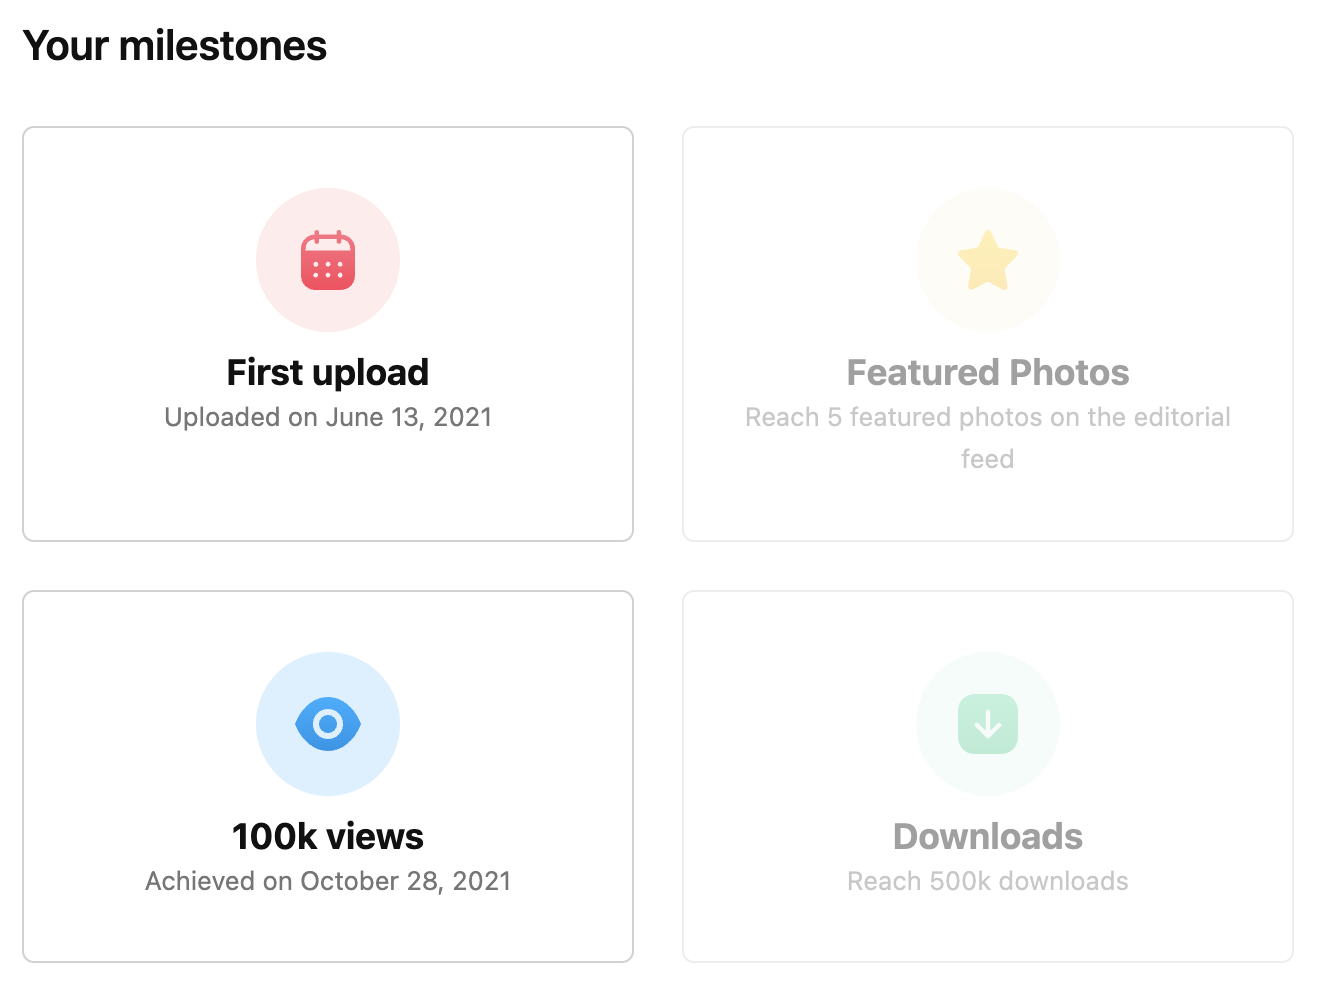 Your milestones
First upload
Uploaded on June 13, 2021
Featured Photos
Reach 5 featured photos on the editorial
feed
100k views
Achieved on October 28, 2021
Downloads
Reach 500k downloads